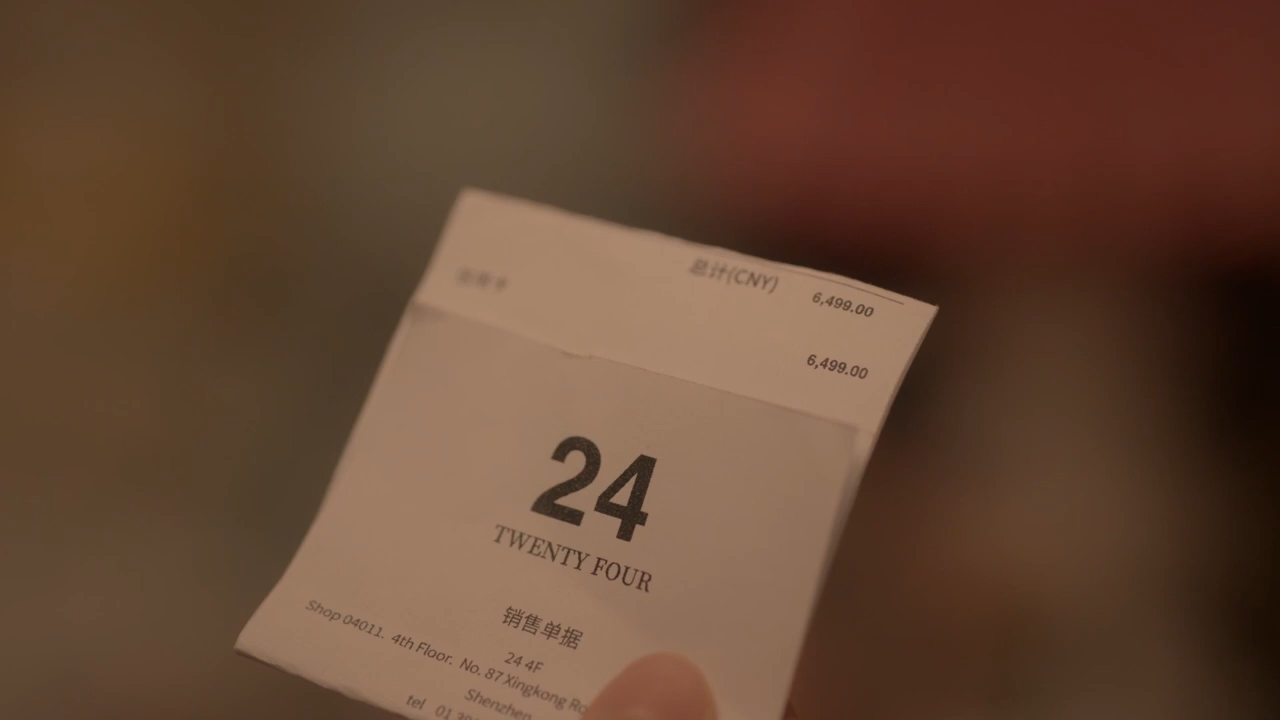 总计(CNY) 6,499.00
6,499.00
24
TWENTY FOUR
销售单据
24 4F
Shop 04011. 4th Floor. No. 87 Xingkong
Shenzhen
tel 01